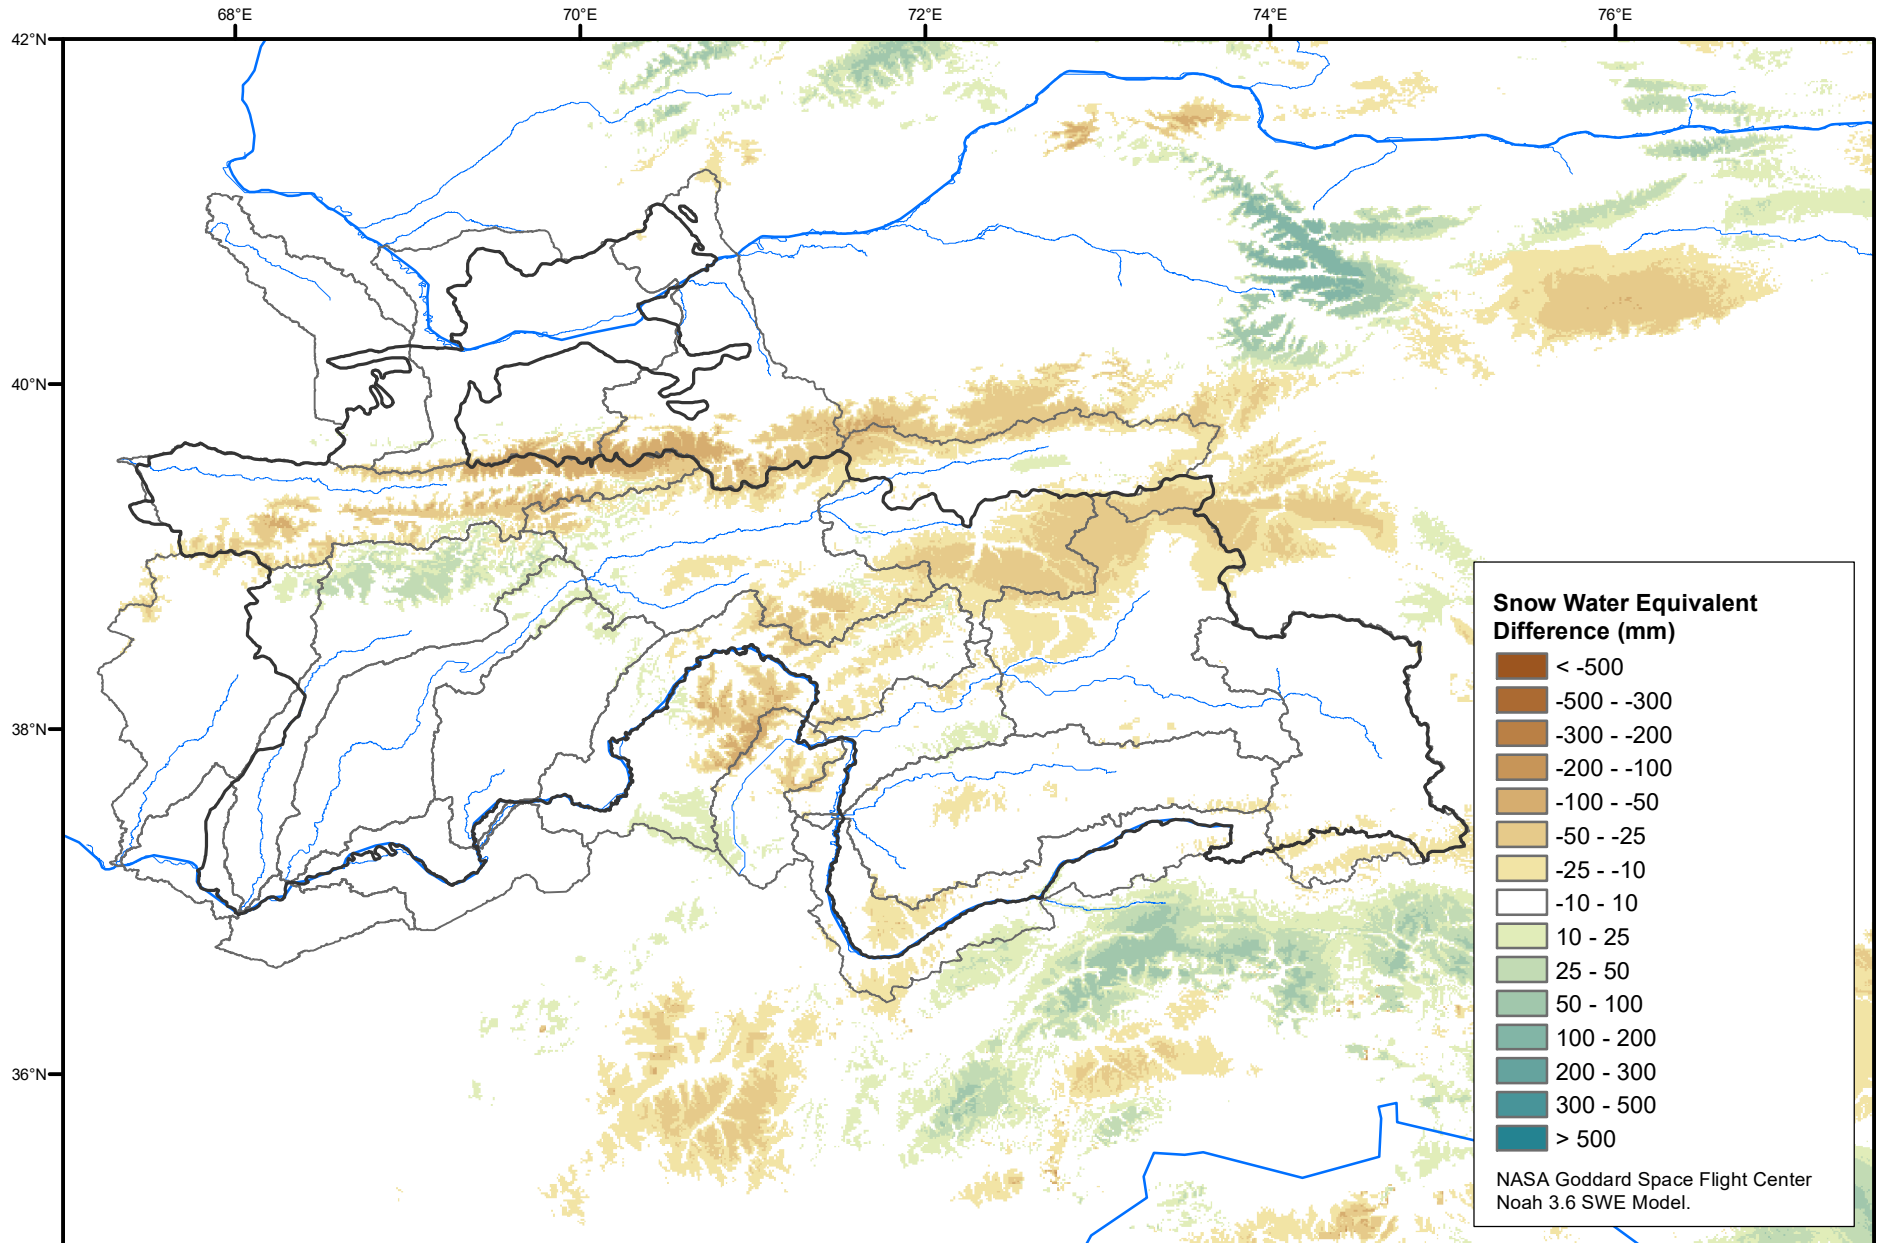 68°E
70°E
72°E
74°E
76°E
42°N
40°N
38°N
36°N
Snow Water Equivalent
Difference (mm)
< -500
-500 - -300
-300 - -200
-200 - -100
-100 - -50
-50 - -25
-25 - -10
-10 - 10
10 - 25
25 - 50
50 - 100
100 - 200
200 - 300
300 - 500
> 500
NASA Goddard Space Flight Center
Noah 3.6 SWE Model.